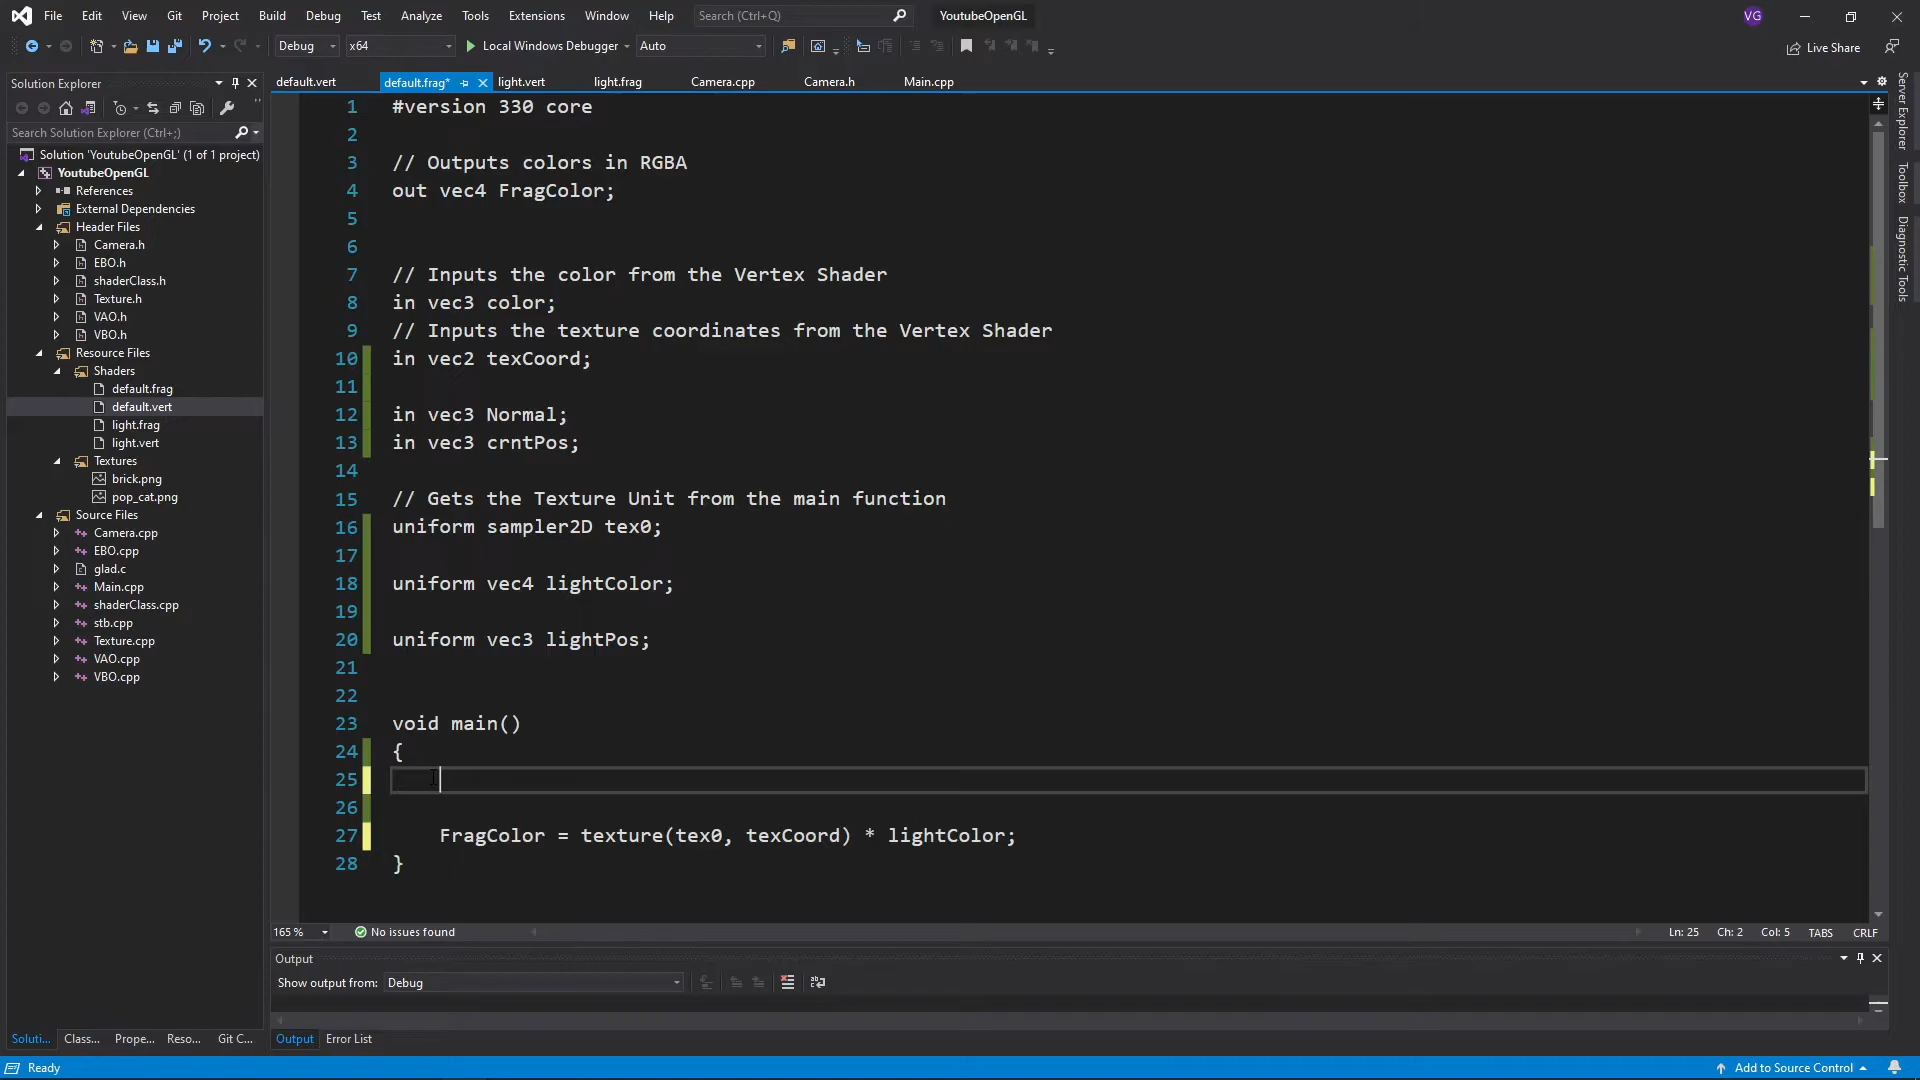 File Edit View Git Project Build Debug Test Analyze Tools Extensions Window Help Search (Ctrl+Q) YoutubeOpenGL VG
Debug x64 Local Windows Debugger Auto Live Share
Solution Explorer
Search Solution Explorer (Ctrl+;)
Solution 'YoutubeOpenGL' (1 of 1 project)
YoutubeOpenGL
References
External Dependencies
Header Files
Camera.h
EBO.h
shaderClass.h
Texture.h
VAO.h
VBO.h
Resource Files
Shaders
default.frag
default.vert
light.frag
light.vert
Textures
brick.png
pop_cat.png
Source Files
Camera.cpp
EBO.cpp
glad.c
Main.cpp
shaderClass.cpp
stb.cpp
Texture.cpp
VAO.cpp
VBO.cpp
Soluti... Class... Prope... Reso... Git C...
default.vert default.frag* light.vert light.frag Camera.cpp Camera.h Main.cpp
1 #version 330 core
2
3 // Outputs colors in RGBA
4 out vec4 FragColor;
5
6
7 // Inputs the color from the Vertex Shader
8 in vec3 color;
9 // Inputs the texture coordinates from the Vertex Shader
10 in vec2 texCoord;
11
12 in vec3 Normal;
13 in vec3 crntPos;
14
15 // Gets the Texture Unit from the main function
16 uniform sampler2D tex0;
17
18 uniform vec4 lightColor;
19
20 uniform vec3 lightPos;
21
22
23 void main()
24 {
25
26
27 FragColor = texture(tex0, texCoord) * lightColor;
28 }
165 % No issues found Ln: 25 Ch: 2 Col: 5 TABS CRLF
Output
Show output from: Debug
Output Error List
Server Explorer
Toolbox
Diagnostic Tools
Ready Add to Source Control